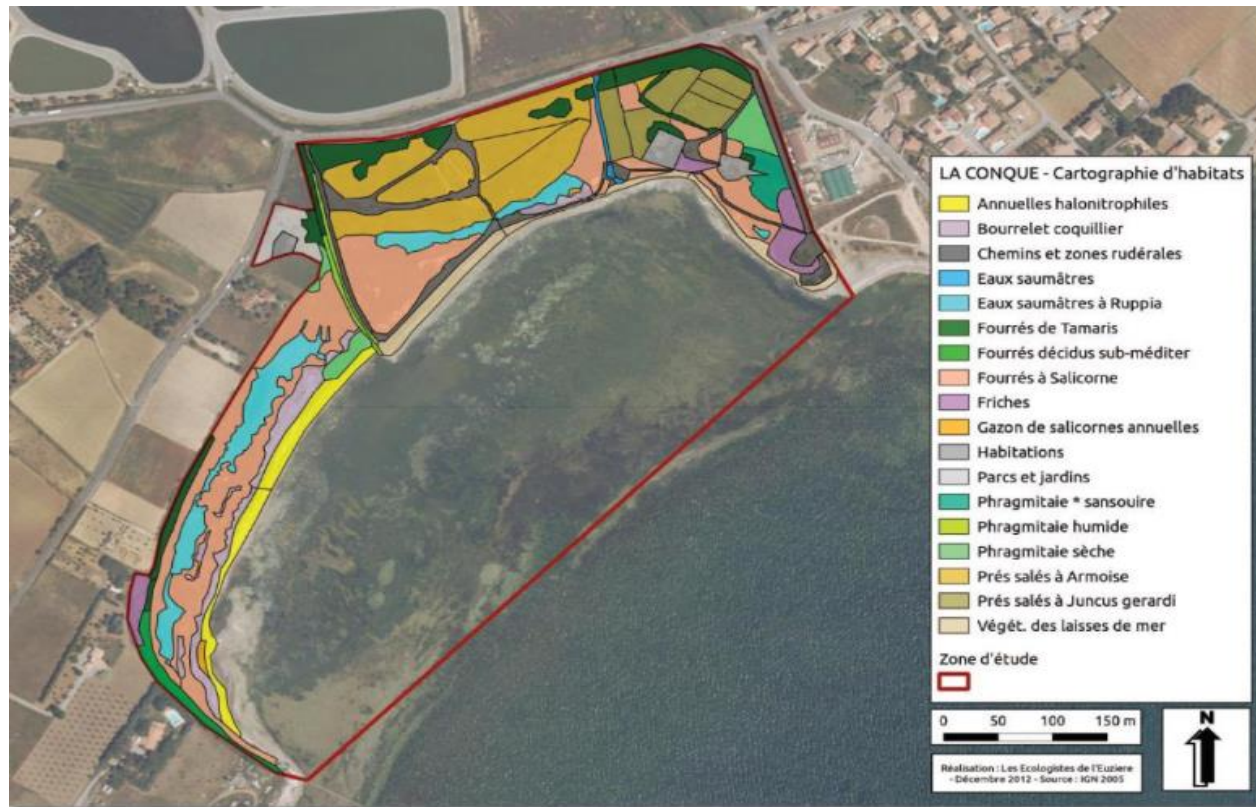 LA CONQUE - Cartographie d'habitats
Annuelles halonitrophiles
Bourrelet coquillier
Chemins et zones rudérales
Eaux saumâtres
Eaux saumâtres à Ruppia
Fourrés de Tamaris
Fourrés décidus sub-méditer
Fourrés à Salicorne
Friches
Gazon de salicornes annuelles
Habitations
Parcs et jardins
Phragmitaie * sansouire
Phragmitaie humide
Phragmitaie sèche
Prés salés à Armoise
Prés salés à Juncus gerardi
Végét. des laisses de mer
Zone d'étude
0 50 100 150 m
N
Réalisation : Les Ecologistes de l'Euziere
- Décembre 2012 - Source : IGN 2005